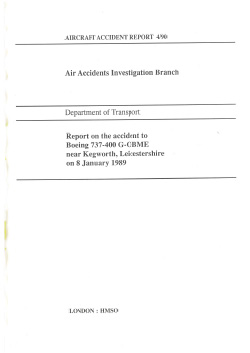 AIRCRAFT ACCIDENT REPORT 4/90
Air Accidents Investigation Branch
Department of Transport
Report on the accident to
Boeing 737-400 G-CBME
near Kegworth, Leicestershire
on 8 January 1989
LONDON : HMSO